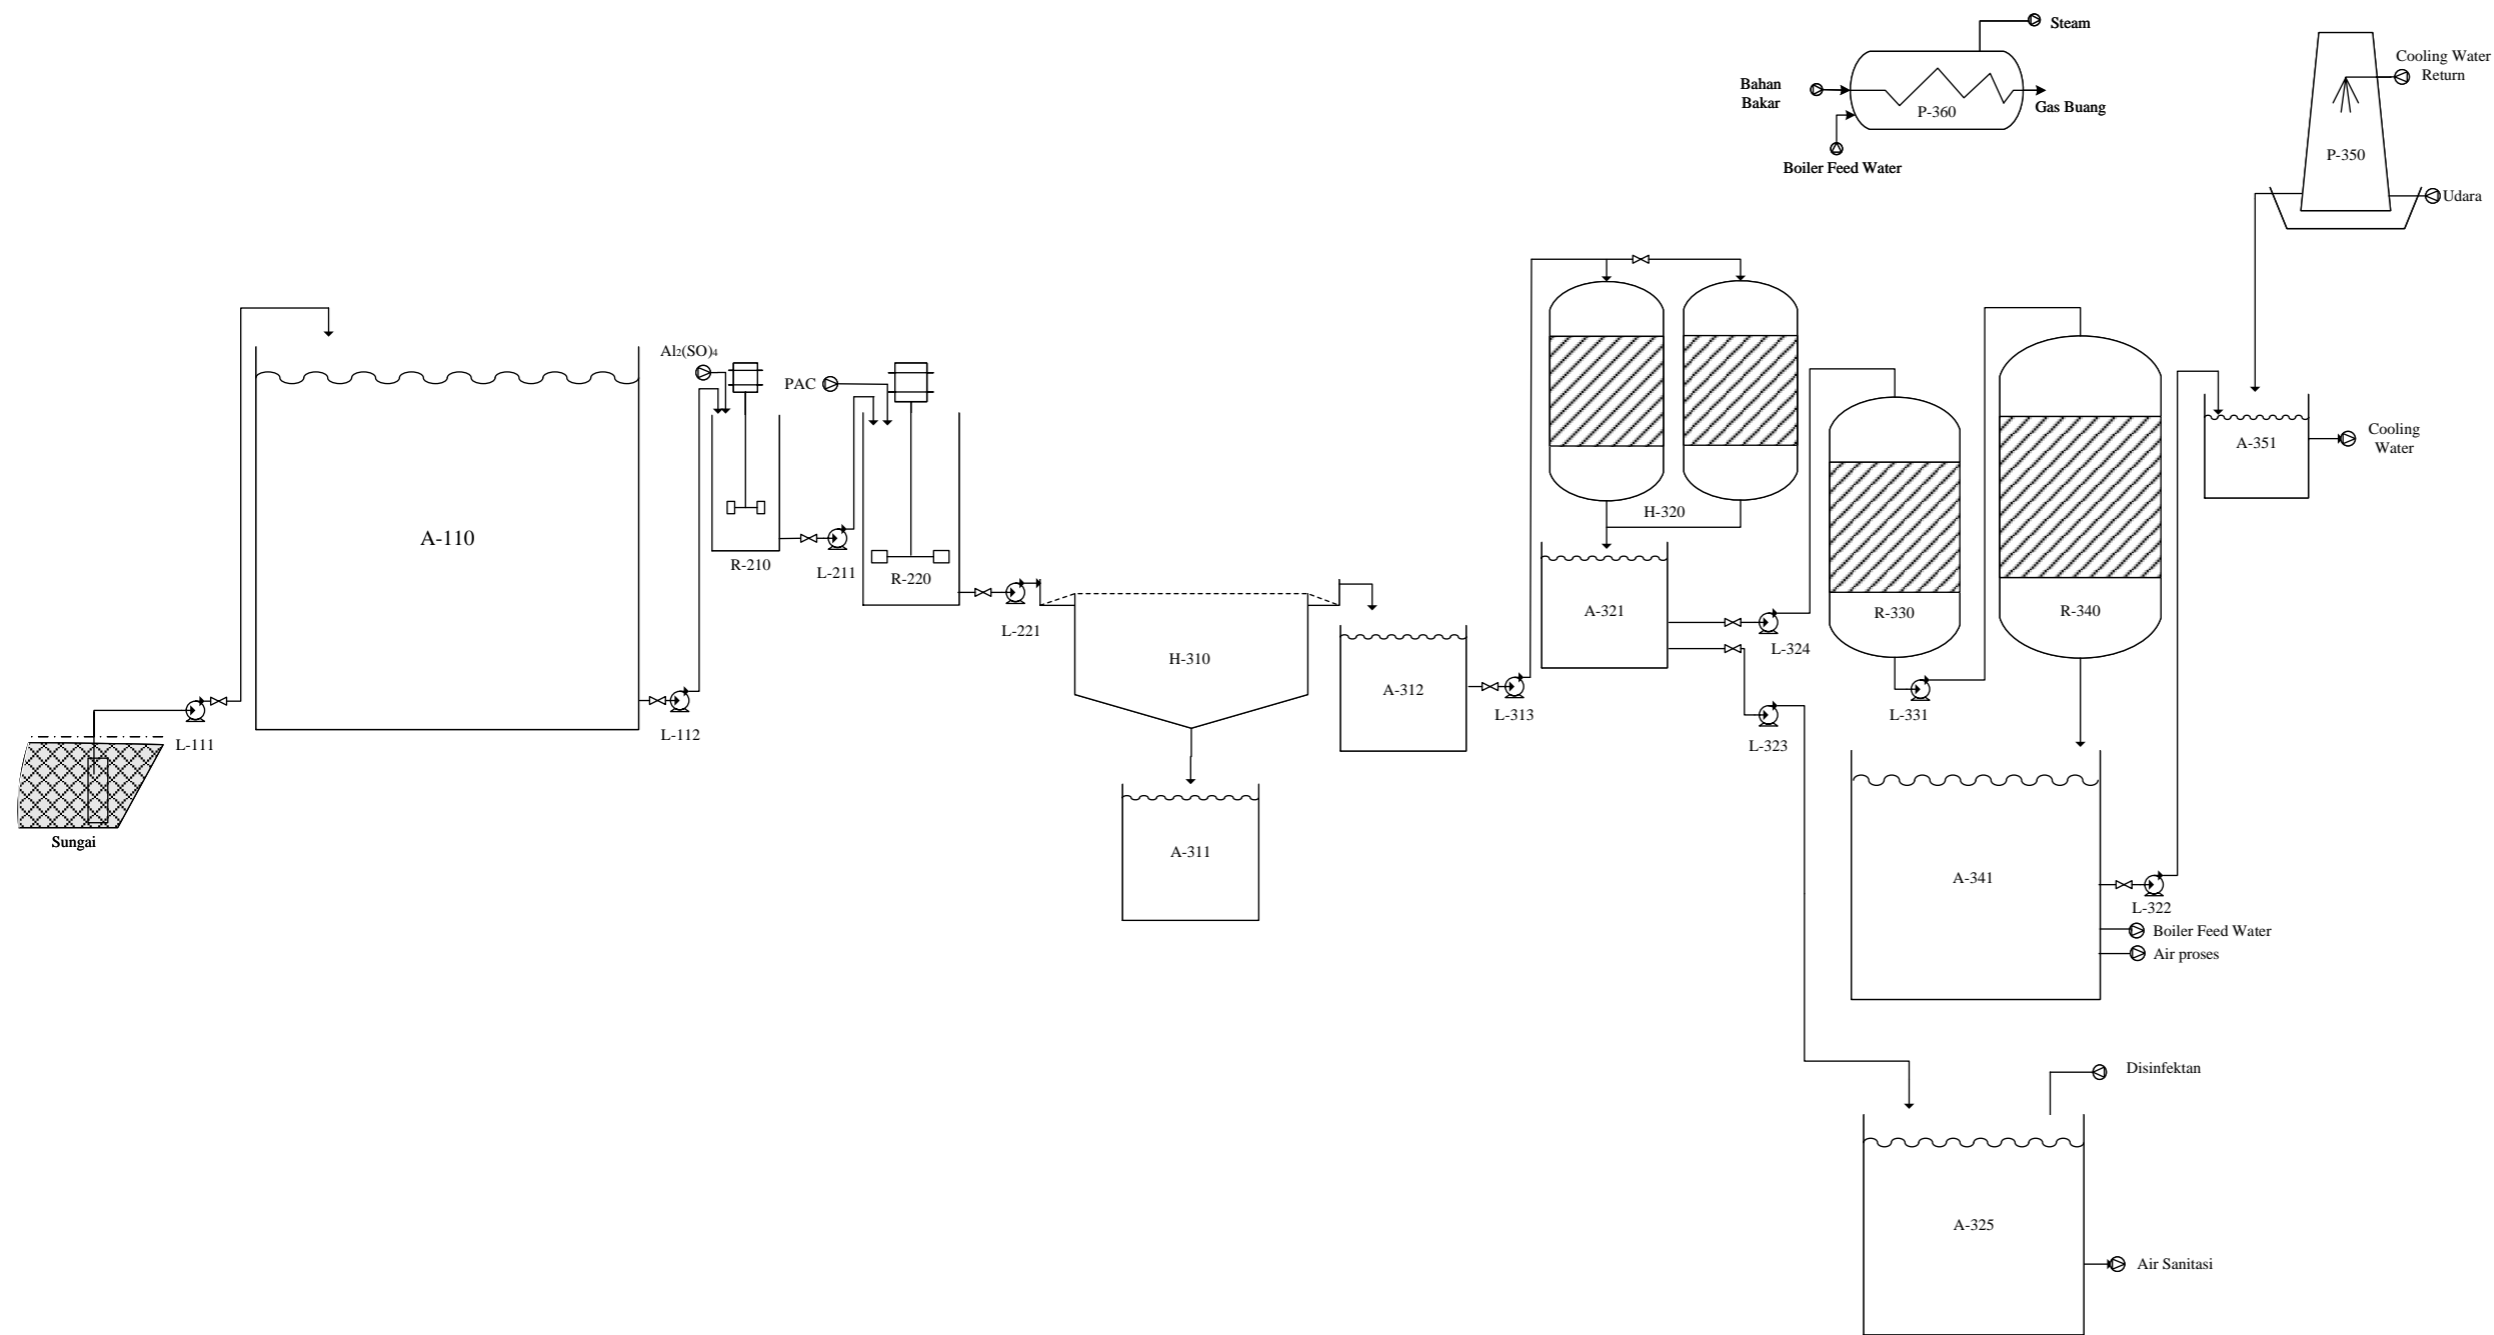 Steam
Cooling Water
Return
Bahan
Bakar
P-360
Gas Buang
Boiler Feed Water
P-350
Udara
Al2(SO)4
PAC
A-351
Cooling
Water
H-320
A-110
R-210
L-211
R-220
L-221
A-321
R-330
R-340
L-324
H-310
A-312
L-313
L-331
L-111
L-112
L-323
Sungai
A-311
A-341
L-322
Boiler Feed Water
Air proses
Disinfektan
A-325
Air Sanitasi